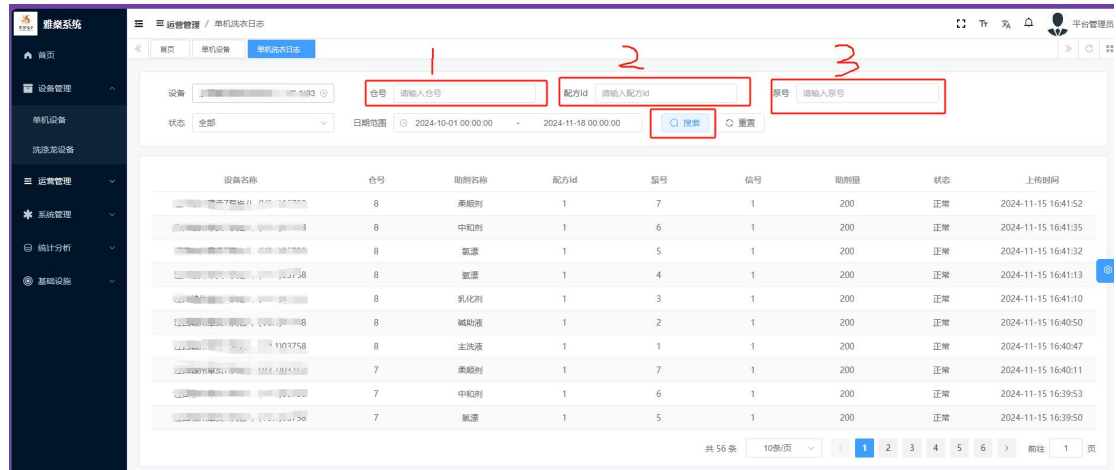 雅燊系统
运营管理 / 单机洗衣日志
平台管理员
首页
单机设备
单机洗衣日志
1
2
3
首页
设备管理
单机设备
洗涤龙设备
运营管理
系统管理
统计分析
基础设施
设备
仓号 请输入仓号
配方id 请输入配方id
泵号 请输入泵号
状态 全部
日期范围 2024-10-01 00:00:00 - 2024-11-18 00:00:00
搜索
重置
设备名称 仓号 助剂名称 配方id 泵号 信号 助剂量 状态 上传时间
8 柔顺剂 1 7 1 200 正常 2024-11-15 16:41:52
8 中和剂 1 6 1 200 正常 2024-11-15 16:41:35
8 氯漂 1 5 1 200 正常 2024-11-15 16:41:32
8 氧漂 1 4 1 200 正常 2024-11-15 16:41:13
8 乳化剂 1 3 1 200 正常 2024-11-15 16:41:10
8 碱助液 1 2 1 200 正常 2024-11-15 16:40:50
8 主洗液 1 1 1 200 正常 2024-11-15 16:40:47
7 柔顺剂 1 7 1 200 正常 2024-11-15 16:40:11
7 中和剂 1 6 1 200 正常 2024-11-15 16:39:53
7 氯漂 1 5 1 200 正常 2024-11-15 16:39:50
共 56 条 10条/页 1 2 3 4 5 6 前往 1 页